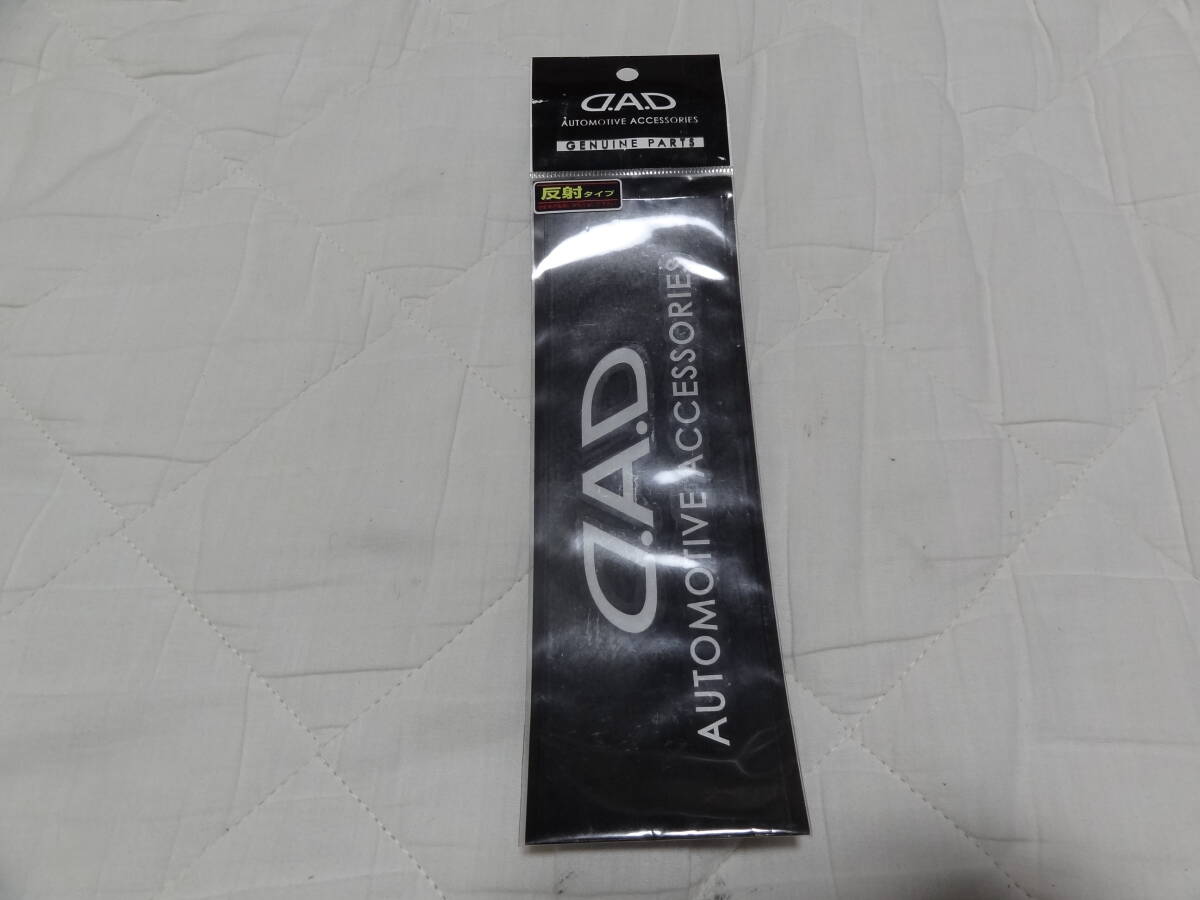 D.A.D
AUTOMOTIVE ACCESSORIES
GENUINE PARTS
反射タイプ
D.A.D
AUTOMOTIVE ACCESSORIES